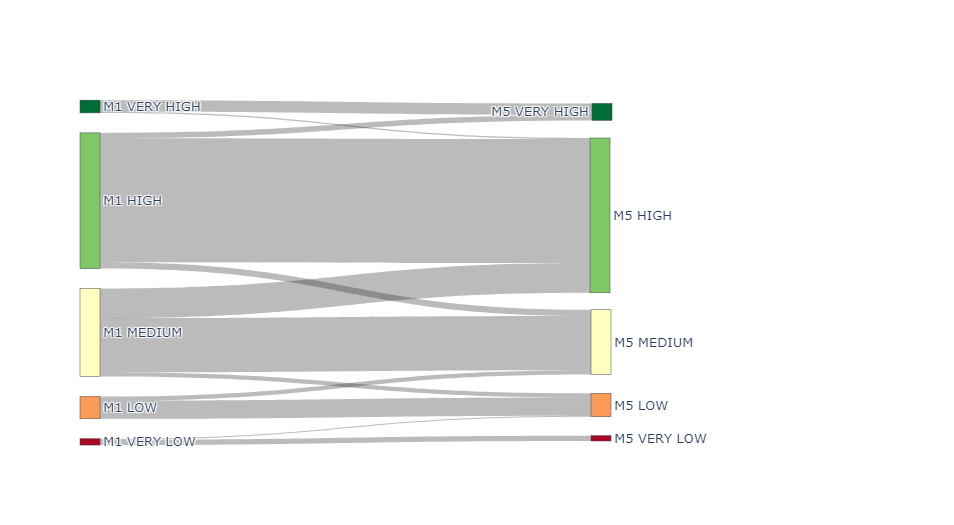 M1 VERY HIGH
M5 VERY HIGH
M1 HIGH
M5 HIGH
M1 MEDIUM
M5 MEDIUM
M1 LOW
M5 LOW
M1 VERY LOW
M5 VERY LOW